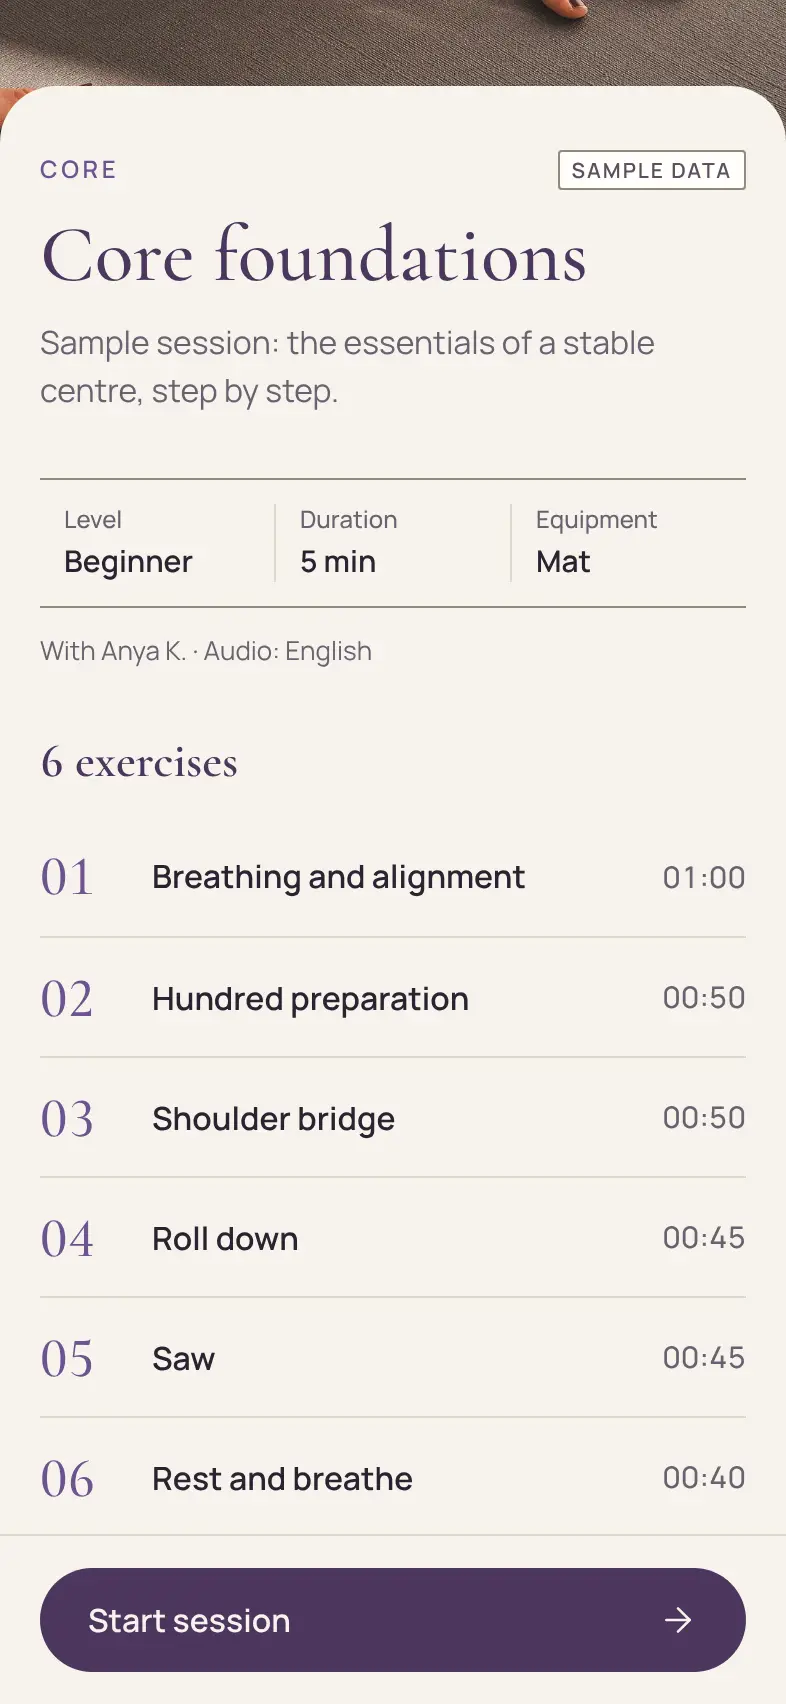 CORE
SAMPLE DATA
Core foundations
Sample session: the essentials of a stable
centre, step by step.
Level
Duration
Equipment
Beginner
5 min
Mat
With Anya K. · Audio: English
6 exercises
01 Breathing and alignment 01:00
02 Hundred preparation 00:50
03 Shoulder bridge 00:50
04 Roll down 00:45
05 Saw 00:45
06 Rest and breathe 00:40
Start session